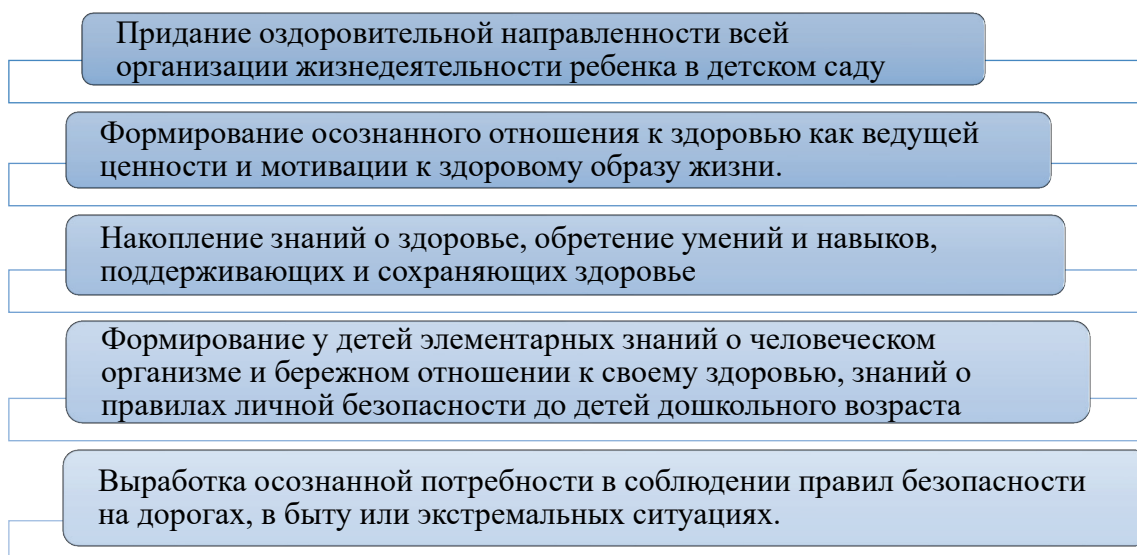 Придание оздоровительной направленности всей
организации жизнедеятельности ребенка в детском саду
Формирование осознанного отношения к здоровью как ведущей
ценности и мотивации к здоровому образу жизни.
Накопление знаний о здоровье, обретение умений и навыков,
поддерживающих и сохраняющих здоровье
Формирование у детей элементарных знаний о человеческом
организме и бережном отношении к своему здоровью, знаний о
правилах личной безопасности до детей дошкольного возраста
Выработка осознанной потребности в соблюдении правил безопасности
на дорогах, в быту или экстремальных ситуациях.